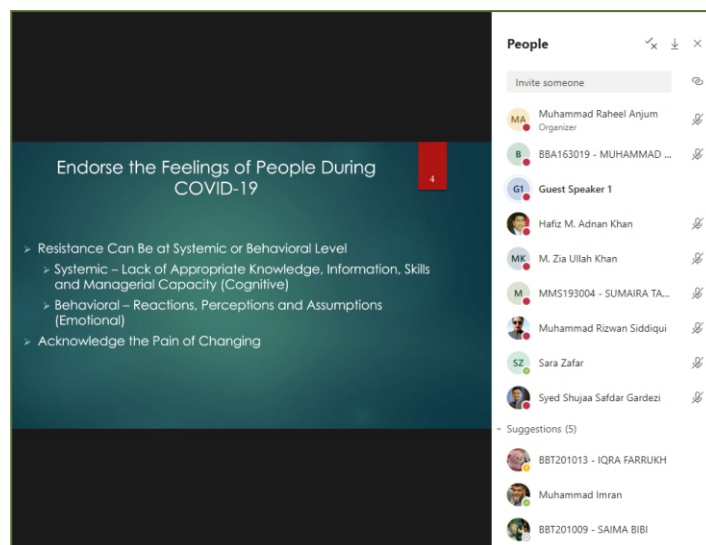 Endorse the Feelings of People During
COVID-19
4
➢ Resistance Can be at Systemic or Behavioral Level
➢ Systemic – Lack of Appropriate Knowledge, Information, Skills
and Managerial Capacity (Cognitive)
➢ Behavioral – Reactions, Perceptions and Assumptions
(Emotional)
➢ Acknowledge the Pain of Changing
People
Invite someone
MA Muhammad Raheel Anjum
Organizer
B BBA163019 - MUHAMMAD ...
G1 Guest Speaker 1
Hafiz M. Adnan Khan
MK M. Zia Ullah Khan
M MMS193004 - SUMAIRA TA...
Muhammad Rizwan Siddiqui
SZ Sara Zafar
Syed Shujaa Safdar Gardezi
Suggestions (5)
BBT201013 - IQRA FARRUKH
Muhammad Imran
BBT201009 - SAIMA BIBI